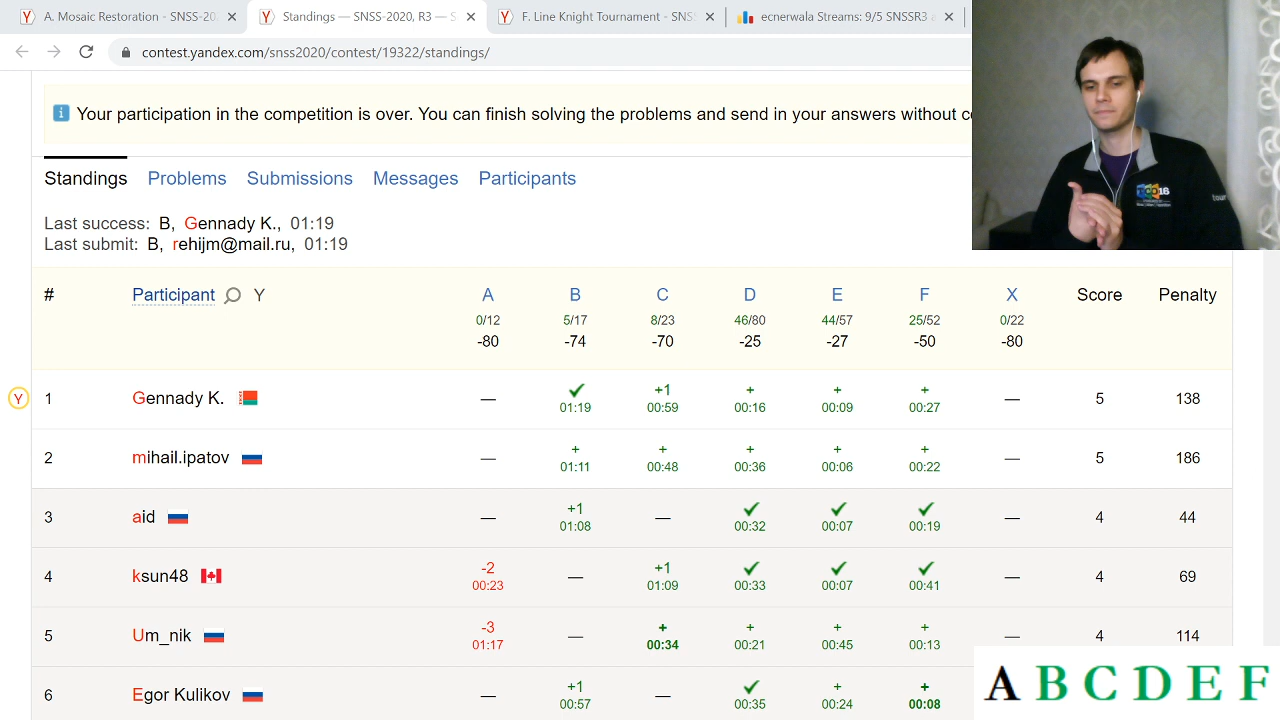 A. Mosaic Restoration - SNSS-20
Standings — SNSS-2020, R3 — S
F. Line Knight Tournament - SNS
ecnerwala Streams: 9/5 SNSSR3
contest.yandex.com/snss2020/contest/19322/standings/
Your participation in the competition is over, you can finish solving the problems and send in your answers without c
Standings Problems Submissions Messages Participants
Last success: B, Gennady K., 01:19
Last submit: B, rehijm@mail.ru, 01:19
# Participant Y A B C D E F X Score Penalty
0/12 5/17 8/23 46/80 44/57 25/52 0/22
-80 -74 -70 -25 -27 -50 -80
Y 1 Gennady K. — ✓ +1 + + + — 5 138
01:19 00:59 00:16 00:09 00:27
2 mihail.ipatov — + + + + + — 5 186
01:11 00:48 00:36 00:06 00:22
3 aid — +1 — ✓ ✓ ✓ — 4 44
01:08 00:32 00:07 00:19
4 ksun48 -2 — +1 ✓ ✓ ✓ — 4 69
00:23 01:09 00:33 00:07 00:41
5 Um_nik -3 — + + + + — 4 114
01:17 00:34 00:21 00:45 00:13
6 Egor Kulikov — +1 — ✓ + +
00:57 00:35 00:24 00:08
A B C D E F